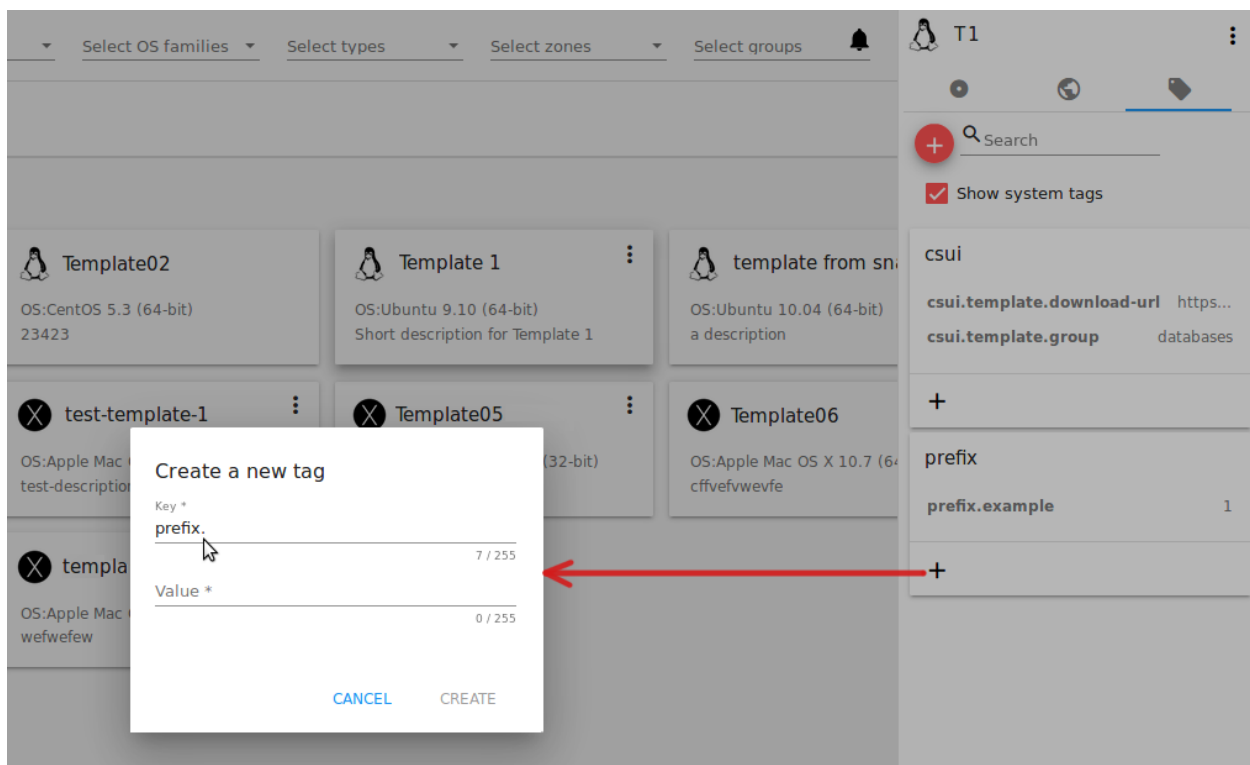 Select OS families
Select types
Select zones
Select groups
T1
Search
Show system tags
Template02
OS:CentOS 5.3 (64-bit)
23423
Template 1
OS:Ubuntu 9.10 (64-bit)
Short description for Template 1
template from sna
OS:Ubuntu 10.04 (64-bit)
a description
csui
csui.template.download-url https...
csui.template.group databases
+
test-template-1
OS:Apple Mac
test-description
Template05
(32-bit)
Template06
OS:Apple Mac OS X 10.7 (64
cffvefvwevfe
prefix
prefix.example 1
+
templa
OS:Apple Mac
wefwefew
Create a new tag
Key *
prefix.
7 / 255
Value *
0 / 255
CANCEL
CREATE